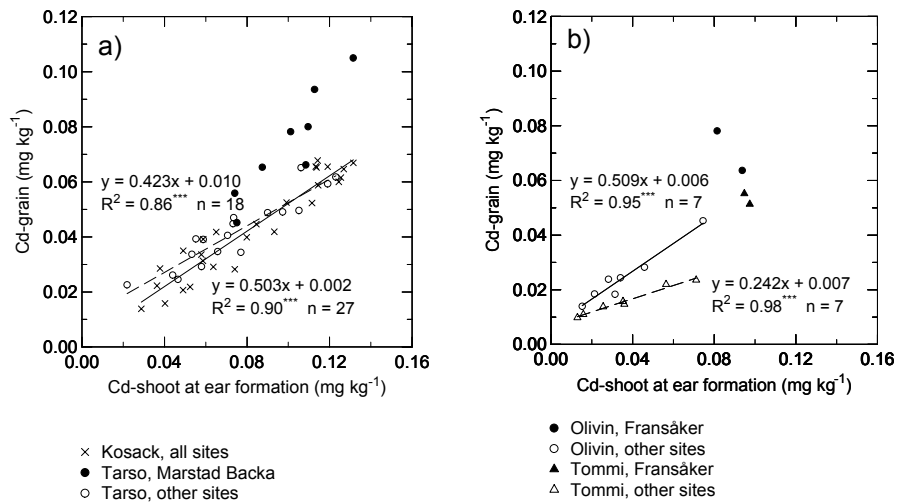 a)
0.12
0.10
0.08
0.06
0.04
0.02
0.00
Cd-grain (mg kg⁻¹)
y = 0.423x + 0.010
R² = 0.86*** n = 18
y = 0.503x + 0.002
R² = 0.90*** n = 27
0.00 0.04 0.08 0.12 0.16
Cd-shoot at ear formation (mg kg⁻¹)
× Kosack, all sites
● Tarso, Marstad Backa
○ Tarso, other sites
b)
0.12
0.10
0.08
0.06
0.04
0.02
0.00
Cd-grain (mg kg⁻¹)
y = 0.509x + 0.006
R² = 0.95*** n = 7
y = 0.242x + 0.007
R² = 0.98*** n = 7
0.00 0.04 0.08 0.12 0.16
Cd-shoot at ear formation (mg kg⁻¹)
● Olivin, Fransåker
○ Olivin, other sites
▲ Tommi, Fransåker
△ Tommi, other sites